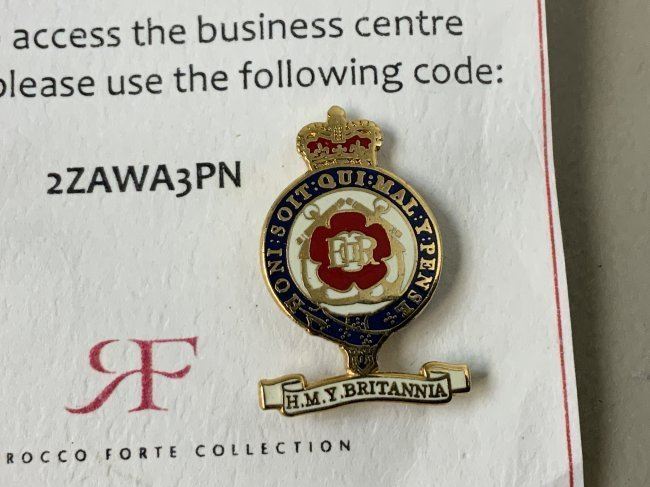 access the business centre
please use the following code:
2ZAWA3PN
HONI:SOIT:QUI:MAL:Y:PENSE
EIIR
H.M.Y.BRITANNIA
RF
ROCCO FORTE COLLECTION